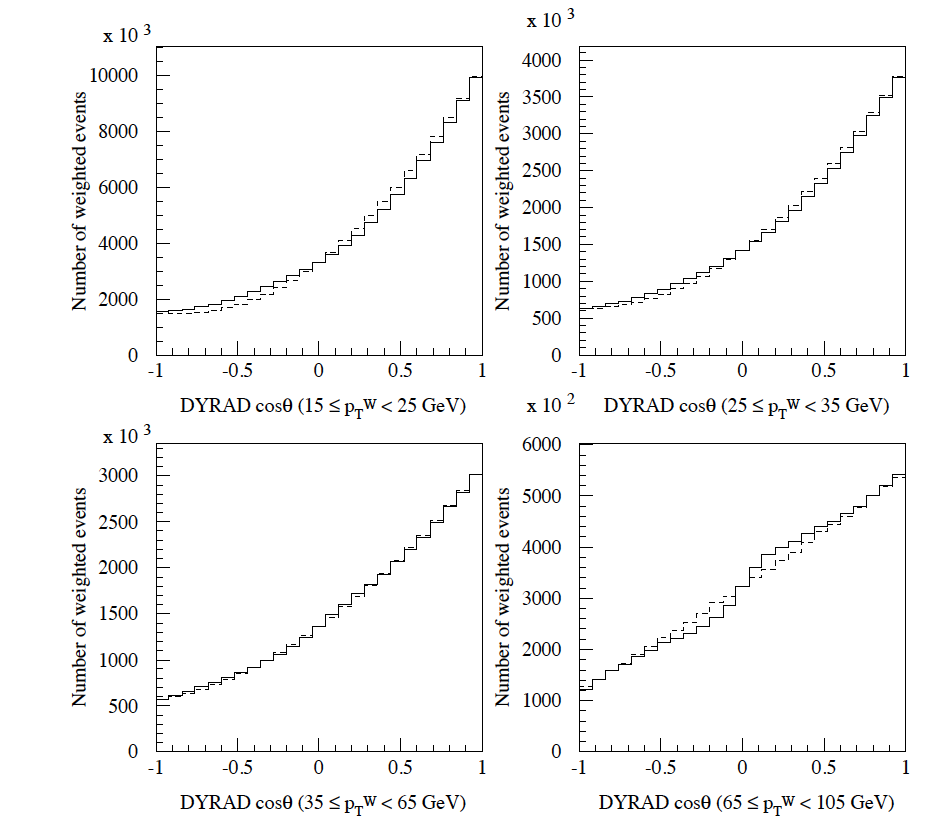 x 10 3
Number of weighted events
10000
8000
6000
4000
2000
0
-1 -0.5 0 0.5 1
DYRAD cosθ (15 ≤ pTW < 25 GeV)
x 10 3
Number of weighted events
4000
3500
3000
2500
2000
1500
1000
500
0
-1 -0.5 0 0.5 1
DYRAD cosθ (25 ≤ pTW < 35 GeV)
x 10 3
Number of weighted events
3000
2500
2000
1500
1000
500
0
-1 -0.5 0 0.5 1
DYRAD cosθ (35 ≤ pTW < 65 GeV)
x 10 2
Number of weighted events
6000
5000
4000
3000
2000
1000
0
-1 -0.5 0 0.5 1
DYRAD cosθ (65 ≤ pTW < 105 GeV)